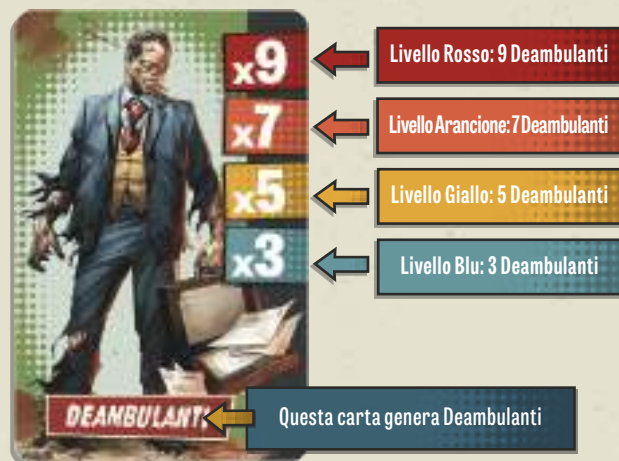 x9
Livello Rosso: 9 Deambulanti
x7
Livello Arancione: 7 Deambulanti
x5
Livello Giallo: 5 Deambulanti
x3
Livello Blu: 3 Deambulanti
DEAMBULANT
Questa carta genera Deambulanti